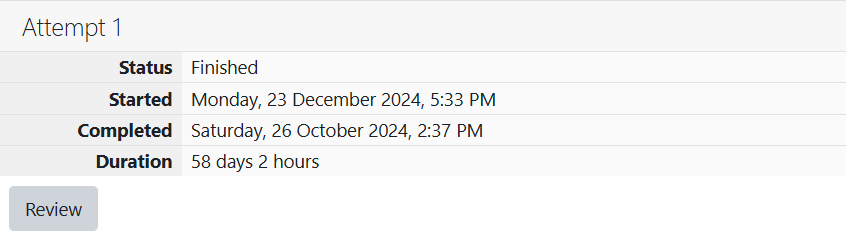 Attempt 1
Status Finished
Started Monday, 23 December 2024, 5:33 PM
Completed Saturday, 26 October 2024, 2:37 PM
Duration 58 days 2 hours
Review